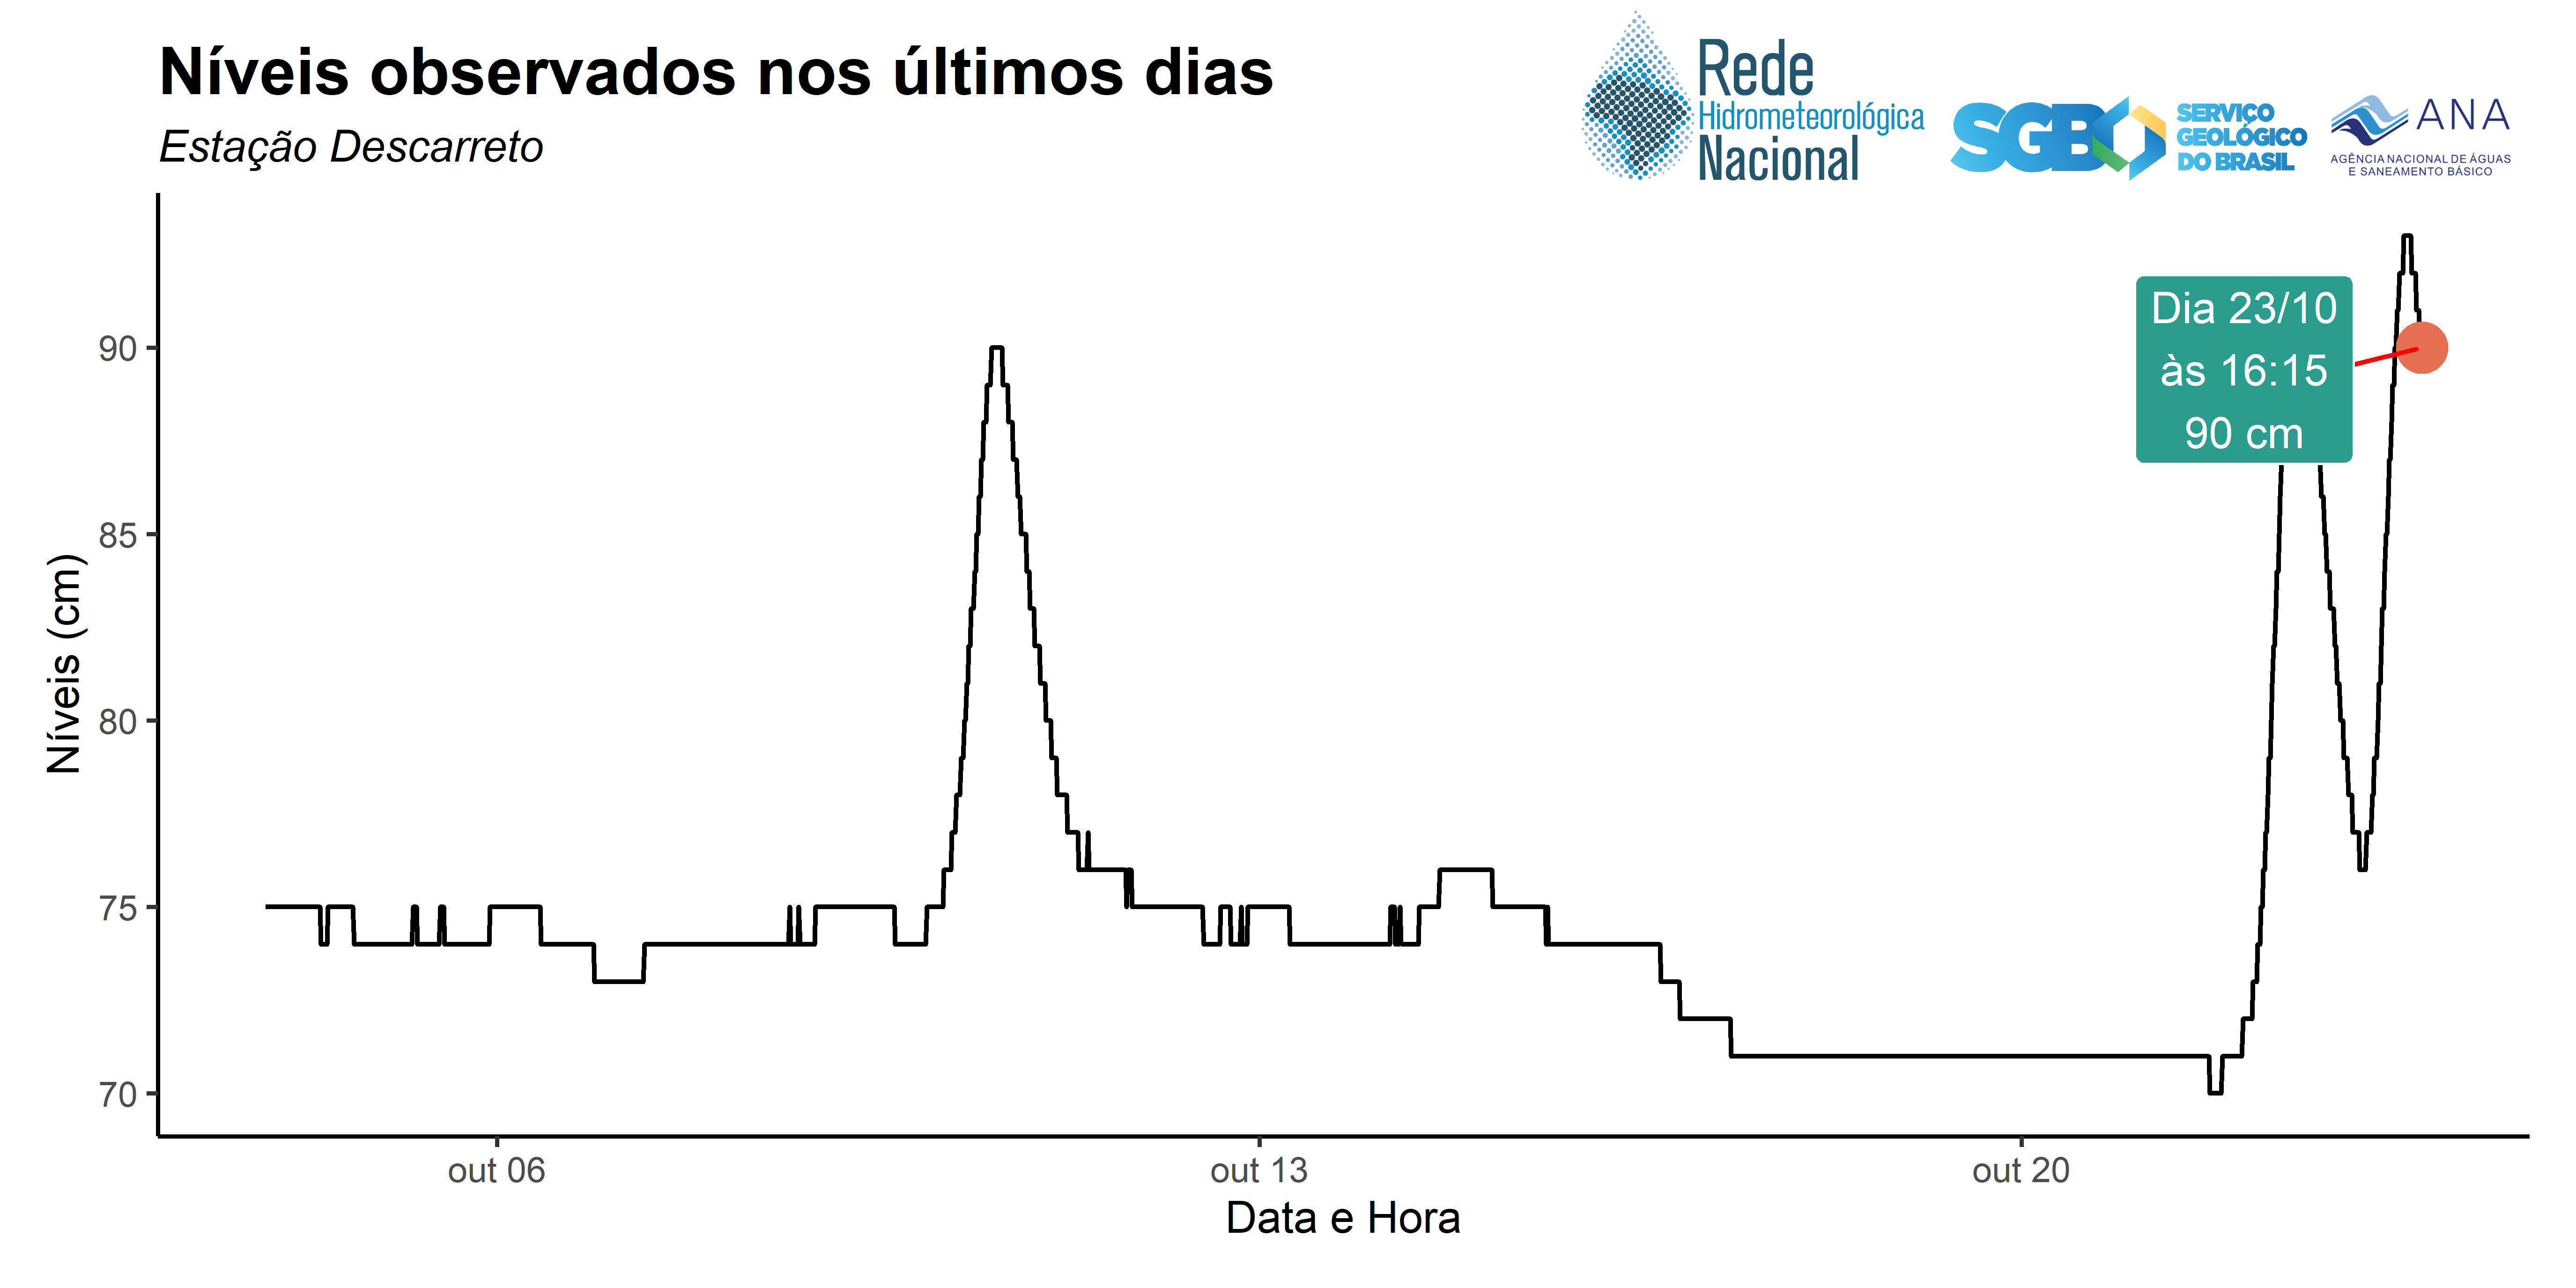 Níveis observados nos últimos dias
Estação Descarreto
Rede
Hidrometeorológica
Nacional
SGB
SERVIÇO
GEOLÓGICO
DO BRASIL
ANA
AGÊNCIA NACIONAL DE ÁGUAS
E SANEAMENTO BÁSICO
Níveis (cm)
90
85
80
75
70
Dia 23/10
às 16:15
90 cm
out 06
out 13
out 20
Data e Hora